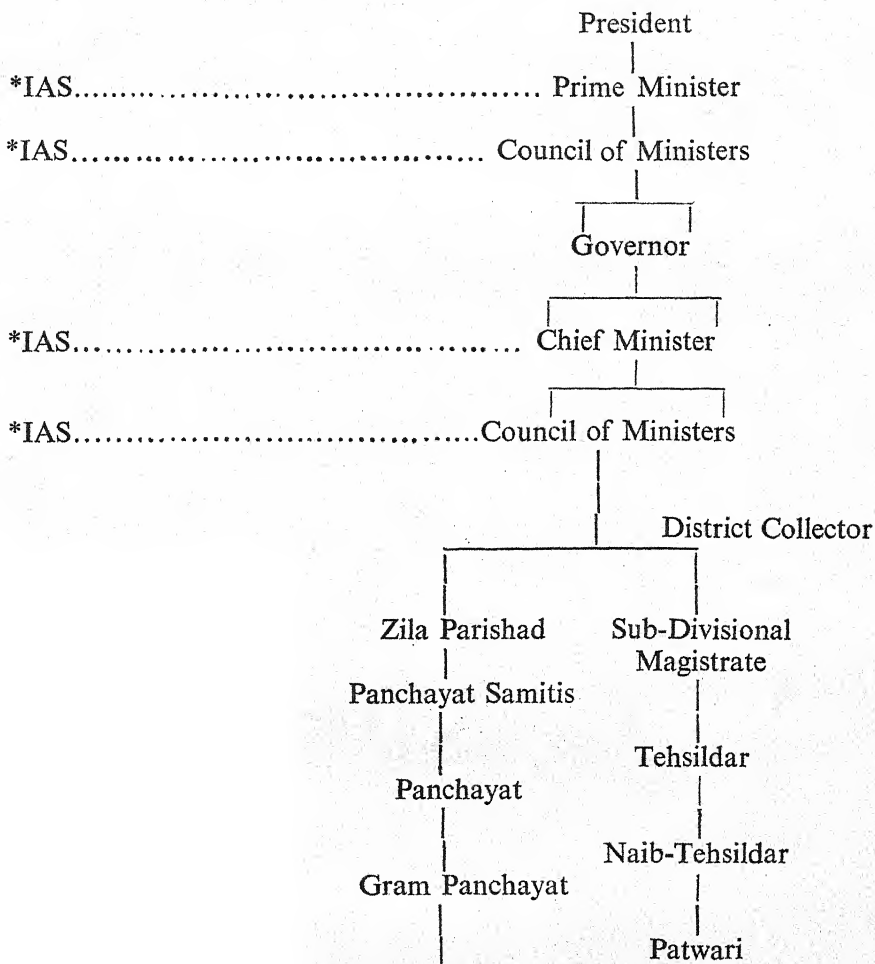 President
*IAS............................................... Prime Minister
*IAS.......................................... Council of Ministers
Governor
*IAS............................................. Chief Minister
*IAS.........................................Council of Ministers
District Collector
Zila Parishad Sub-Divisional
Magistrate
Panchayat Samitis
Tehsildar
Panchayat
Naib-Tehsildar
Gram Panchayat
Patwari